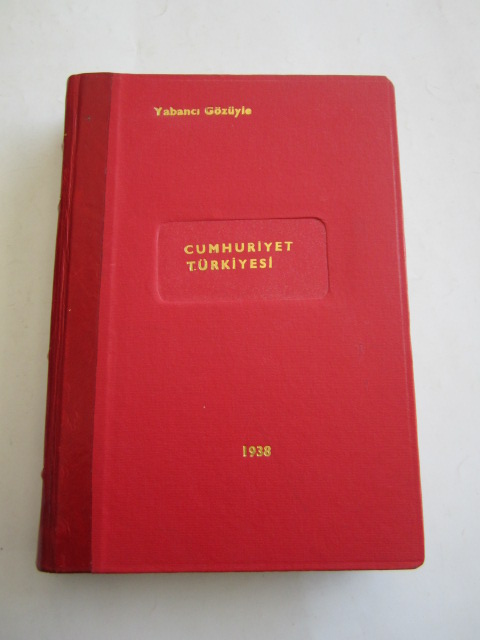 Yabancı Gözüyle
CUMHURİYET
TÜRKİYESİ
1938